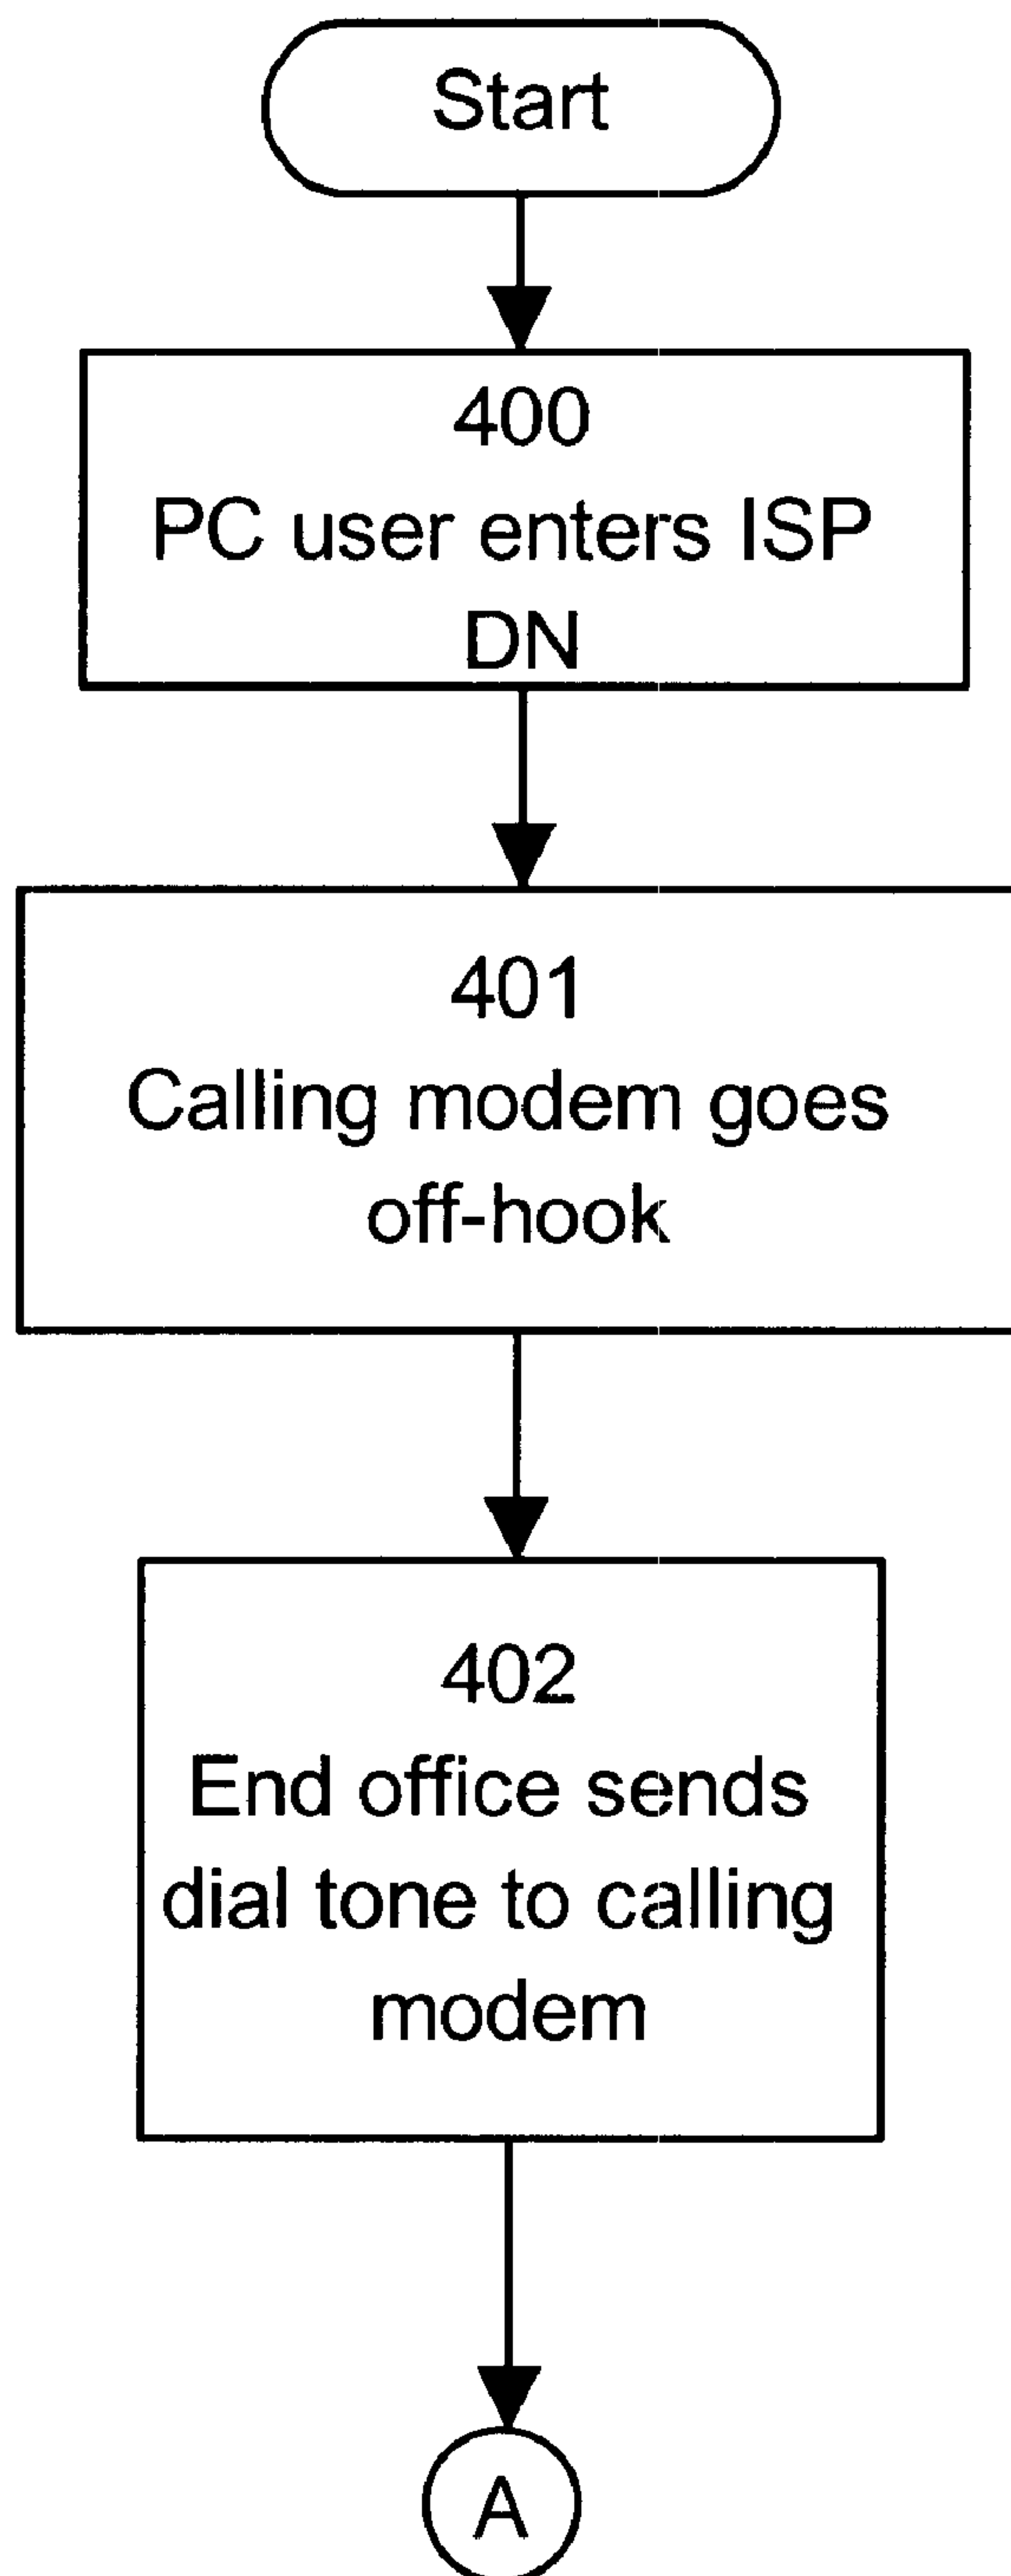 Start
400
PC user enters ISP
DN
401
Calling modem goes
off-hook
402
End office sends
dial tone to calling
modem
A